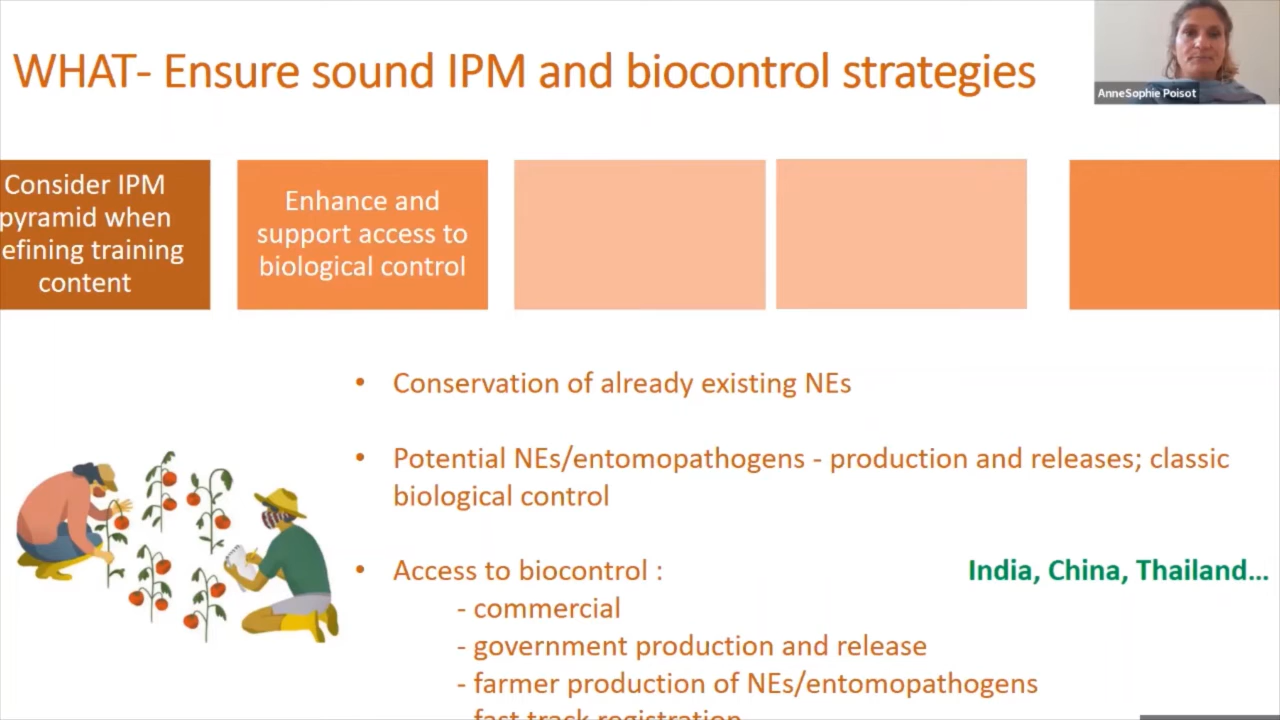 WHAT- Ensure sound IPM and biocontrol strategies
AnneSophie Poisot
Consider IPM
pyramid when
efining training
content
Enhance and
support access to
biological control
• Conservation of already existing NEs
• Potential NEs/entomopathogens - production and releases; classic
biological control
• Access to biocontrol :
India, China, Thailand...
- commercial
- government production and release
- farmer production of NEs/entomopathogens
- fast track registration